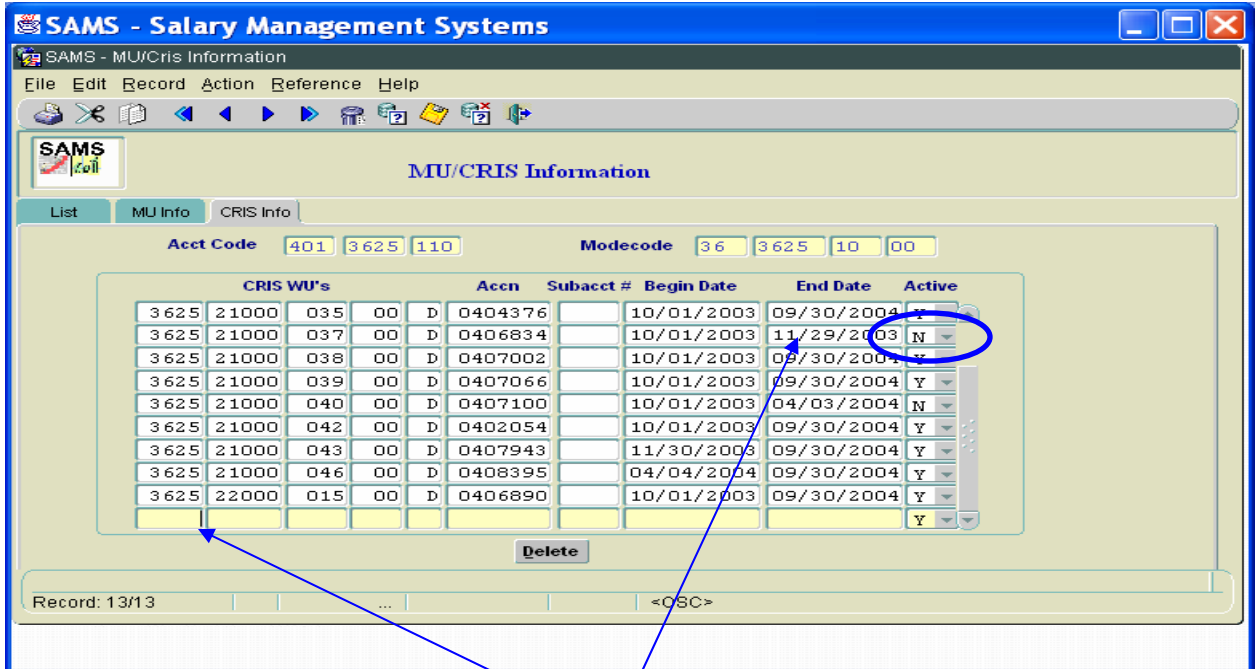 SAMS - Salary Management Systems
SAMS - MU/Cris Information
File Edit Record Action Reference Help
SAMS
MU/CRIS Information
List MU Info CRIS Info
Acct Code 401 3625 110 Modecode 36 3625 10 00
CRIS WU's Accn Subacct # Begin Date End Date Active
3625 21000 035 00 D 0404376 10/01/2003 09/30/2004 Y
3625 21000 037 00 D 0406834 10/01/2003 11/29/2003 N
3625 21000 038 00 D 0407002 10/01/2003 09/30/2004 Y
3625 21000 039 00 D 0407066 10/01/2003 09/30/2004 Y
3625 21000 040 00 D 0407100 10/01/2003 04/03/2004 N
3625 21000 042 00 D 0402054 10/01/2003 09/30/2004 Y
3625 21000 043 00 D 0407943 11/30/2003 09/30/2004 Y
3625 21000 046 00 D 0408395 04/04/2004 09/30/2004 Y
3625 22000 015 00 D 0406890 10/01/2003 09/30/2004 Y
Y
Delete
Record: 13/13 ... <OSC>